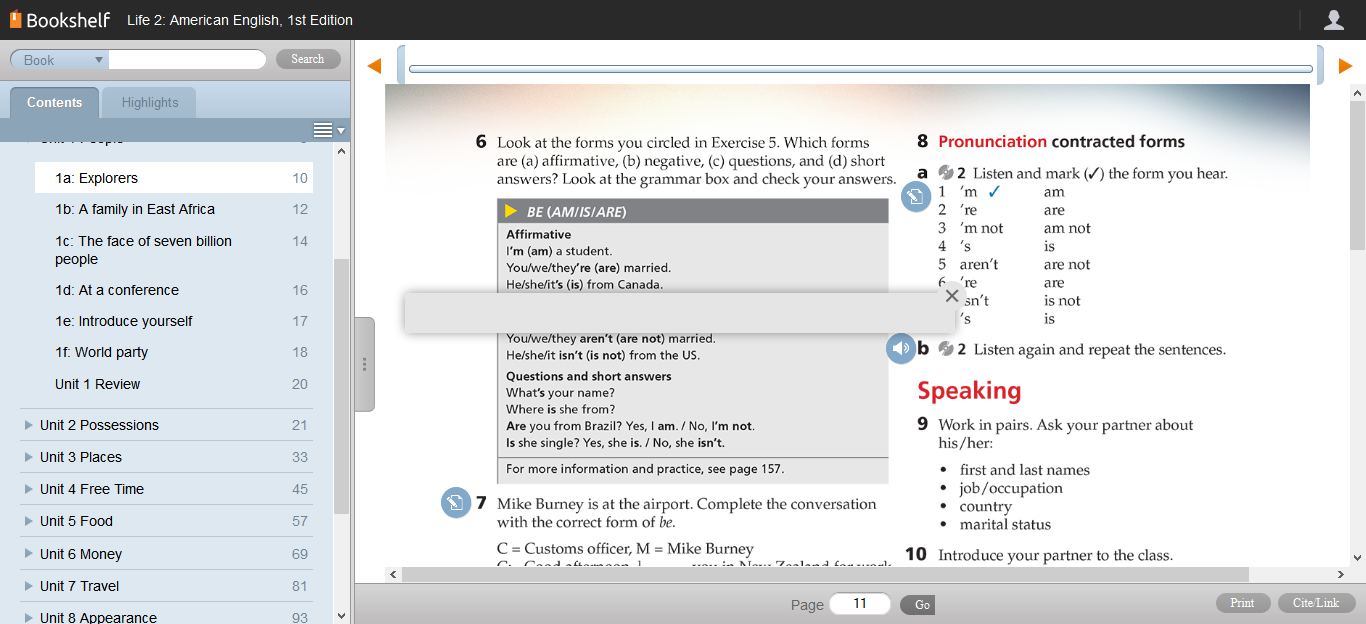 Bookshelf Life 2: American English, 1st Edition
Book Search
Contents Highlights
1a: Explorers 10
1b: A family in East Africa 12
1c: The face of seven billion 14
people
1d: At a conference 16
1e: Introduce yourself 17
1f: World party 18
Unit 1 Review 20
Unit 2 Possessions 21
Unit 3 Places 33
Unit 4 Free Time 45
Unit 5 Food 57
Unit 6 Money 69
Unit 7 Travel 81
Unit 8 Appearance 93
6 Look at the forms you circled in Exercise 5. Which forms
are (a) affirmative, (b) negative, (c) questions, and (d) short
answers? Look at the grammar box and check your answers.
BE (AM/IS/ARE)
Affirmative
I'm (am) a student.
You/we/they're (are) married.
He/she/it's (is) from Canada.
You/we/they aren't (are not) married.
He/she/it isn't (is not) from the US.
Questions and short answers
What's your name?
Where is she from?
Are you from Brazil? Yes, I am. / No, I'm not.
Is she single? Yes, she is. / No, she isn't.
For more information and practice, see page 157.
7 Mike Burney is at the airport. Complete the conversation
with the correct form of be.
C = Customs officer, M = Mike Burney
8 Pronunciation contracted forms
a 2 Listen and mark (✓) the form you hear.
1 'm ✓ am
2 're are
3 'm not am not
4 's is
5 aren't are not
6 're are
sn't is not
's is
b 2 Listen again and repeat the sentences.
Speaking
9 Work in pairs. Ask your partner about
his/her:
• first and last names
• job/occupation
• country
• marital status
10 Introduce your partner to the class.
Page 11 Go
Print Cite/Link